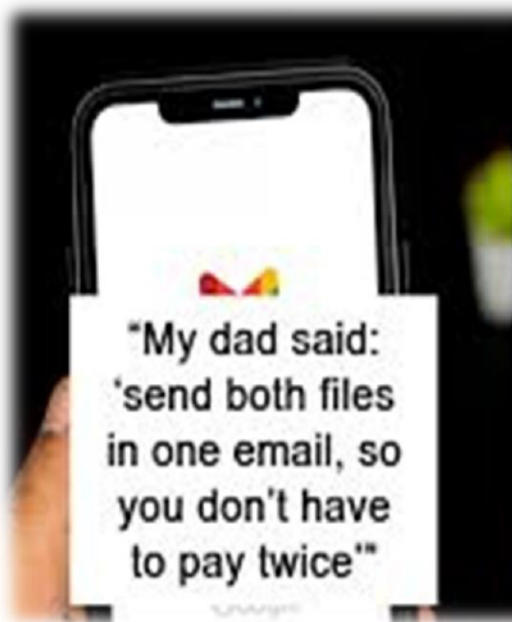 “My dad said:
‘send both files
in one email, so
you don’t have
to pay twice’”